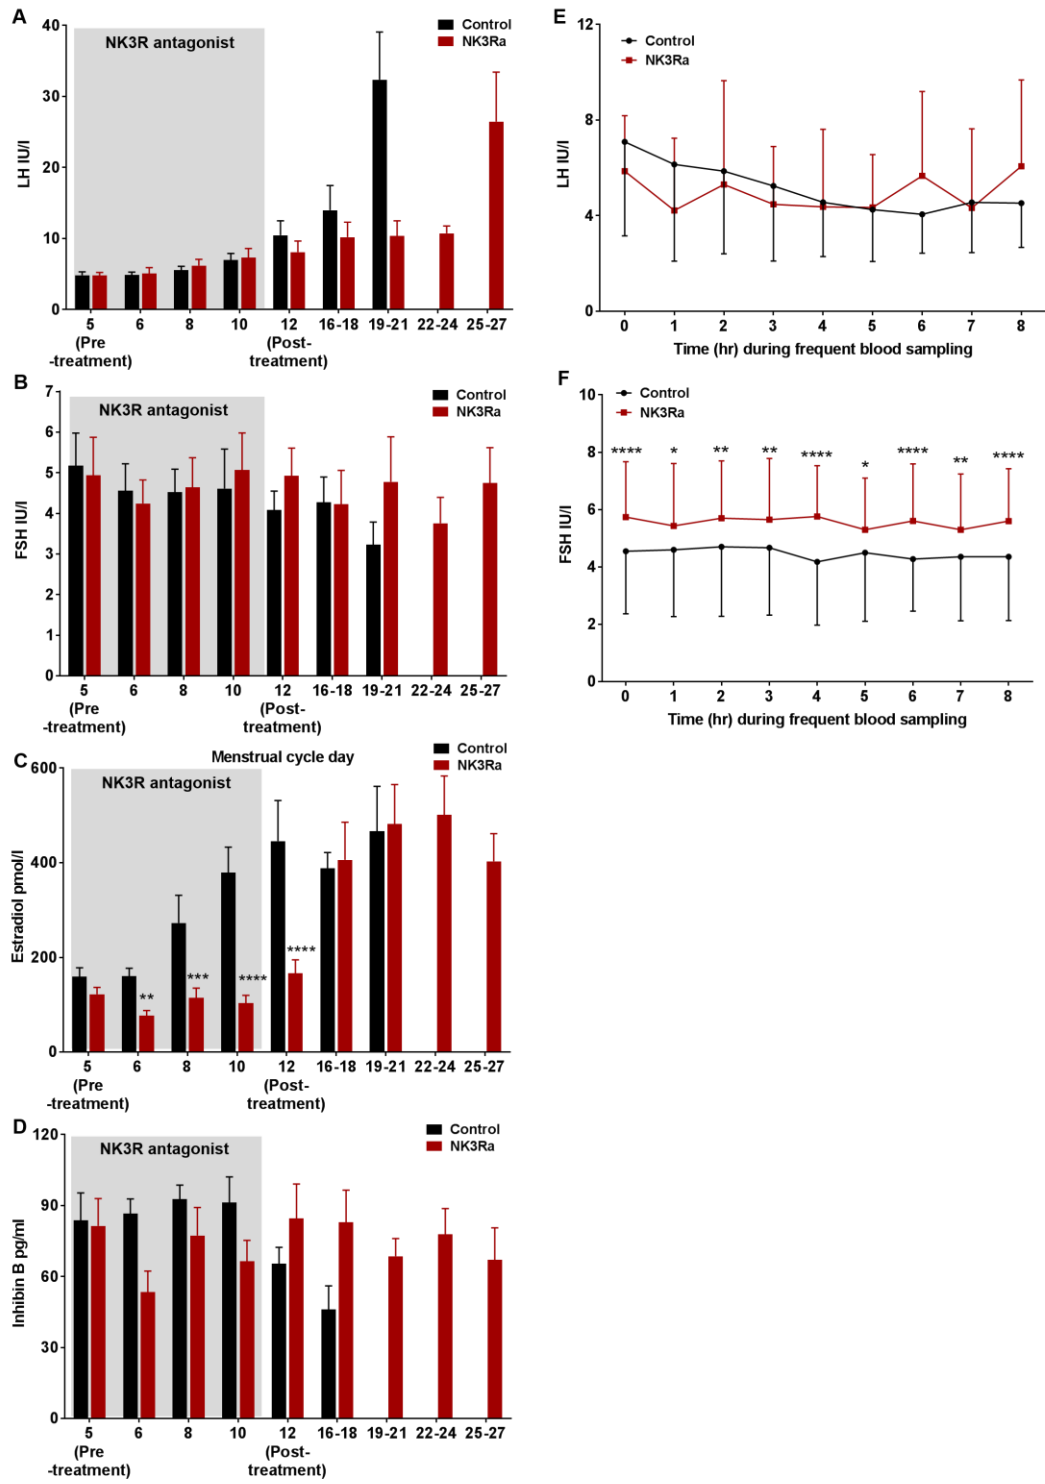 A
NK3R antagonist
Control
NK3Ra
LH IU/l
40
30
20
10
0
5 6 8 10 12 16-18 19-21 22-24 25-27
(Pre (Post-
-treatment) treatment)
B
NK3R antagonist
Control
NK3Ra
FSH IU/l
7
6
5
4
3
2
1
0
5 6 8 10 12 16-18 19-21 22-24 25-27
(Pre (Post-
-treatment) treatment)
Menstrual cycle day
C
NK3R antagonist
Control
NK3Ra
Estradiol pmol/l
600
400
200
0
** *** **** ****
5 6 8 10 12 16-18 19-21 22-24 25-27
(Pre (Post-
-treatment) treatment)
D
NK3R antagonist
Control
NK3Ra
Inhibin B pg/ml
120
90
60
30
0
5 6 8 10 12 16-18 19-21 22-24 25-27
(Pre (Post-
-treatment) treatment)
E
Control
NK3Ra
LH IU/l
12
8
4
0
0 1 2 3 4 5 6 7 8
Time (hr) during frequent blood sampling
F
Control
NK3Ra
FSH IU/l
10
8
6
4
2
0
**** * ** ** **** * **** ** ****
0 1 2 3 4 5 6 7 8
Time (hr) during frequent blood sampling